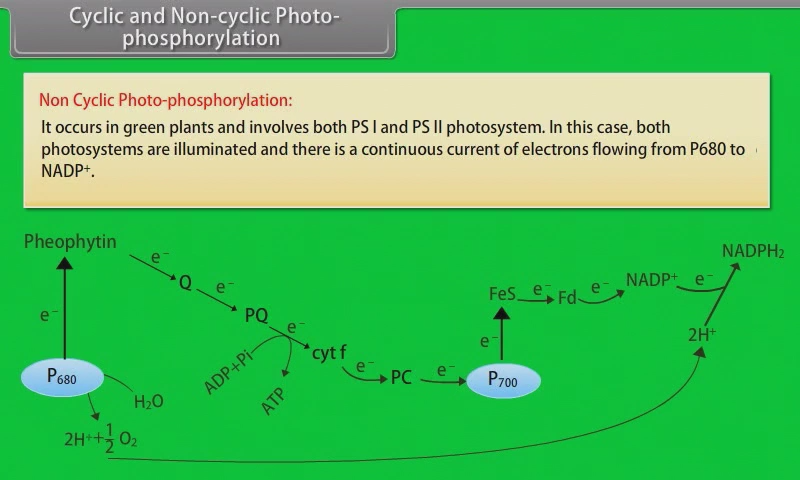 Cyclic and Non-cyclic Photo-
phosphorylation
Non Cyclic Photo-phosphorylation:
It occurs in green plants and involves both PS I and PS II photosystem. In this case, both
photosystems are illuminated and there is a continuous current of electrons flowing from P680 to
NADP⁺.
Pheophytin
e⁻
Q
e⁻
PQ
e⁻
cyt f
e⁻
PC
e⁻
P₇₀₀
e⁻
FeS
e⁻
Fd
e⁻
NADP⁺
e⁻
NADPH₂
2H⁺
e⁻
P₆₈₀
H₂O
2H⁺+½ O₂
ADP+Pi
ATP